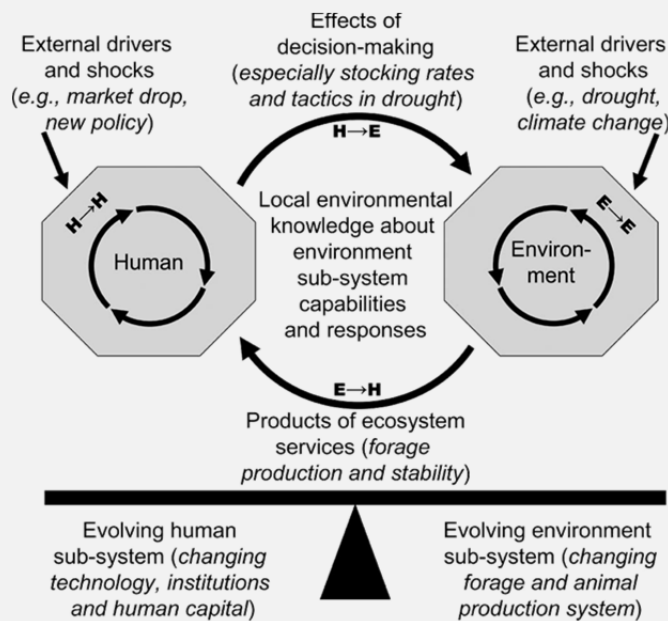 External drivers
and shocks
(e.g., market drop,
new policy)
Effects of
decision-making
(especially stocking rates
and tactics in drought)
H→E
External drivers
and shocks
(e.g., drought,
climate change)
H→H
Human
Local environmental
knowledge about
environment
sub-system
capabilities
and responses
E→E
Environ-
ment
E→H
Products of ecosystem
services (forage
production and stability)
Evolving human
sub-system (changing
technology, institutions
and human capital)
Evolving environment
sub-system (changing
forage and animal
production system)